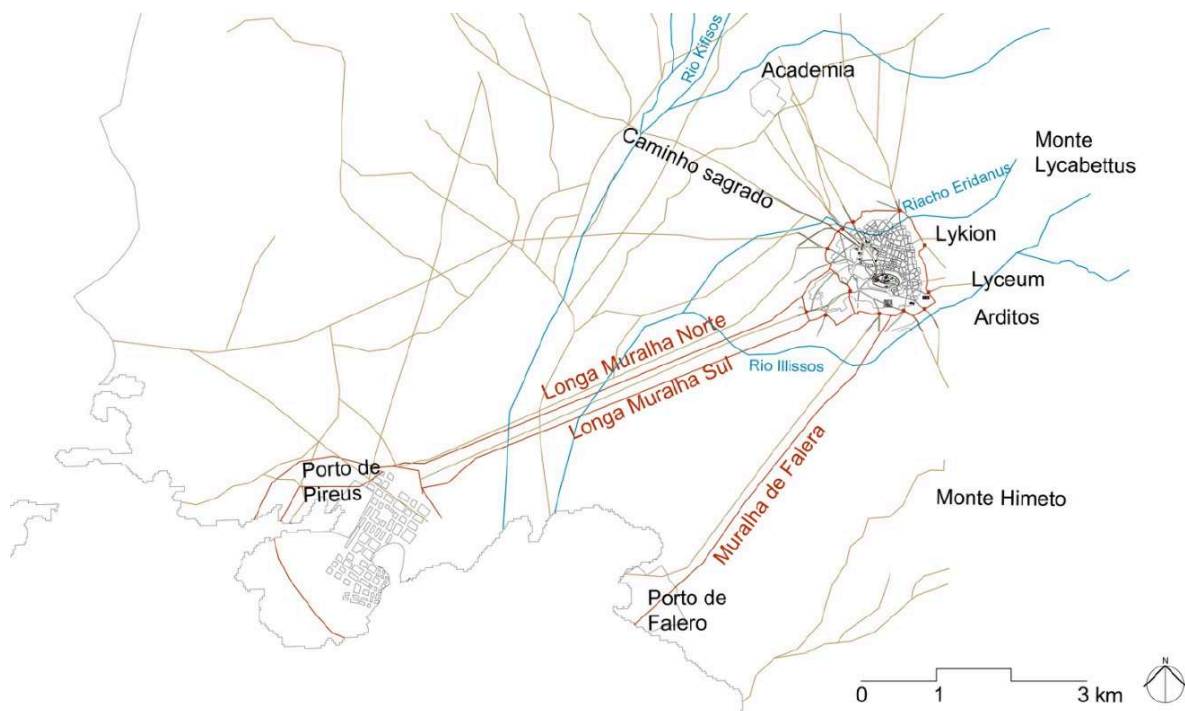 Rio Kifisos
Academia
Caminho sagrado
Monte
Lycabettus
Riacho Eridanus
Lykion
Lyceum
Arditos
Longa Muralha Norte
Longa Muralha Sul
Rio Illissos
Muralha de Falera
Porto de
Pireus
Monte Himeto
Porto de
Falero
N
0 1 3 km